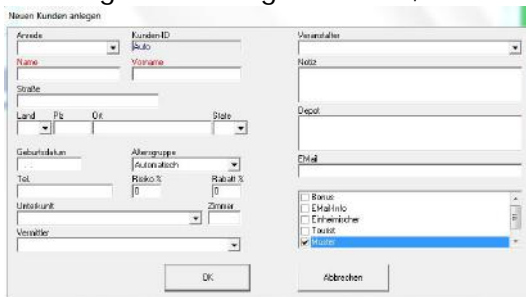 Neuen Kunden anlegen
Anrede
Kunden-ID
Auto
Name
Vorname
Straße
Land Plz Ort State
Geburtsdatum
Altersgruppe
. .
Automatisch
Tel.
Risiko %
Rabatt %
0
0
Unterkunft
Zimmer
Vermittler
Veranstalter
Notiz
Depot
EMail
Bonus
EMail-Info
Einheimischer
Tourist
Muster
OK
Abbrechen